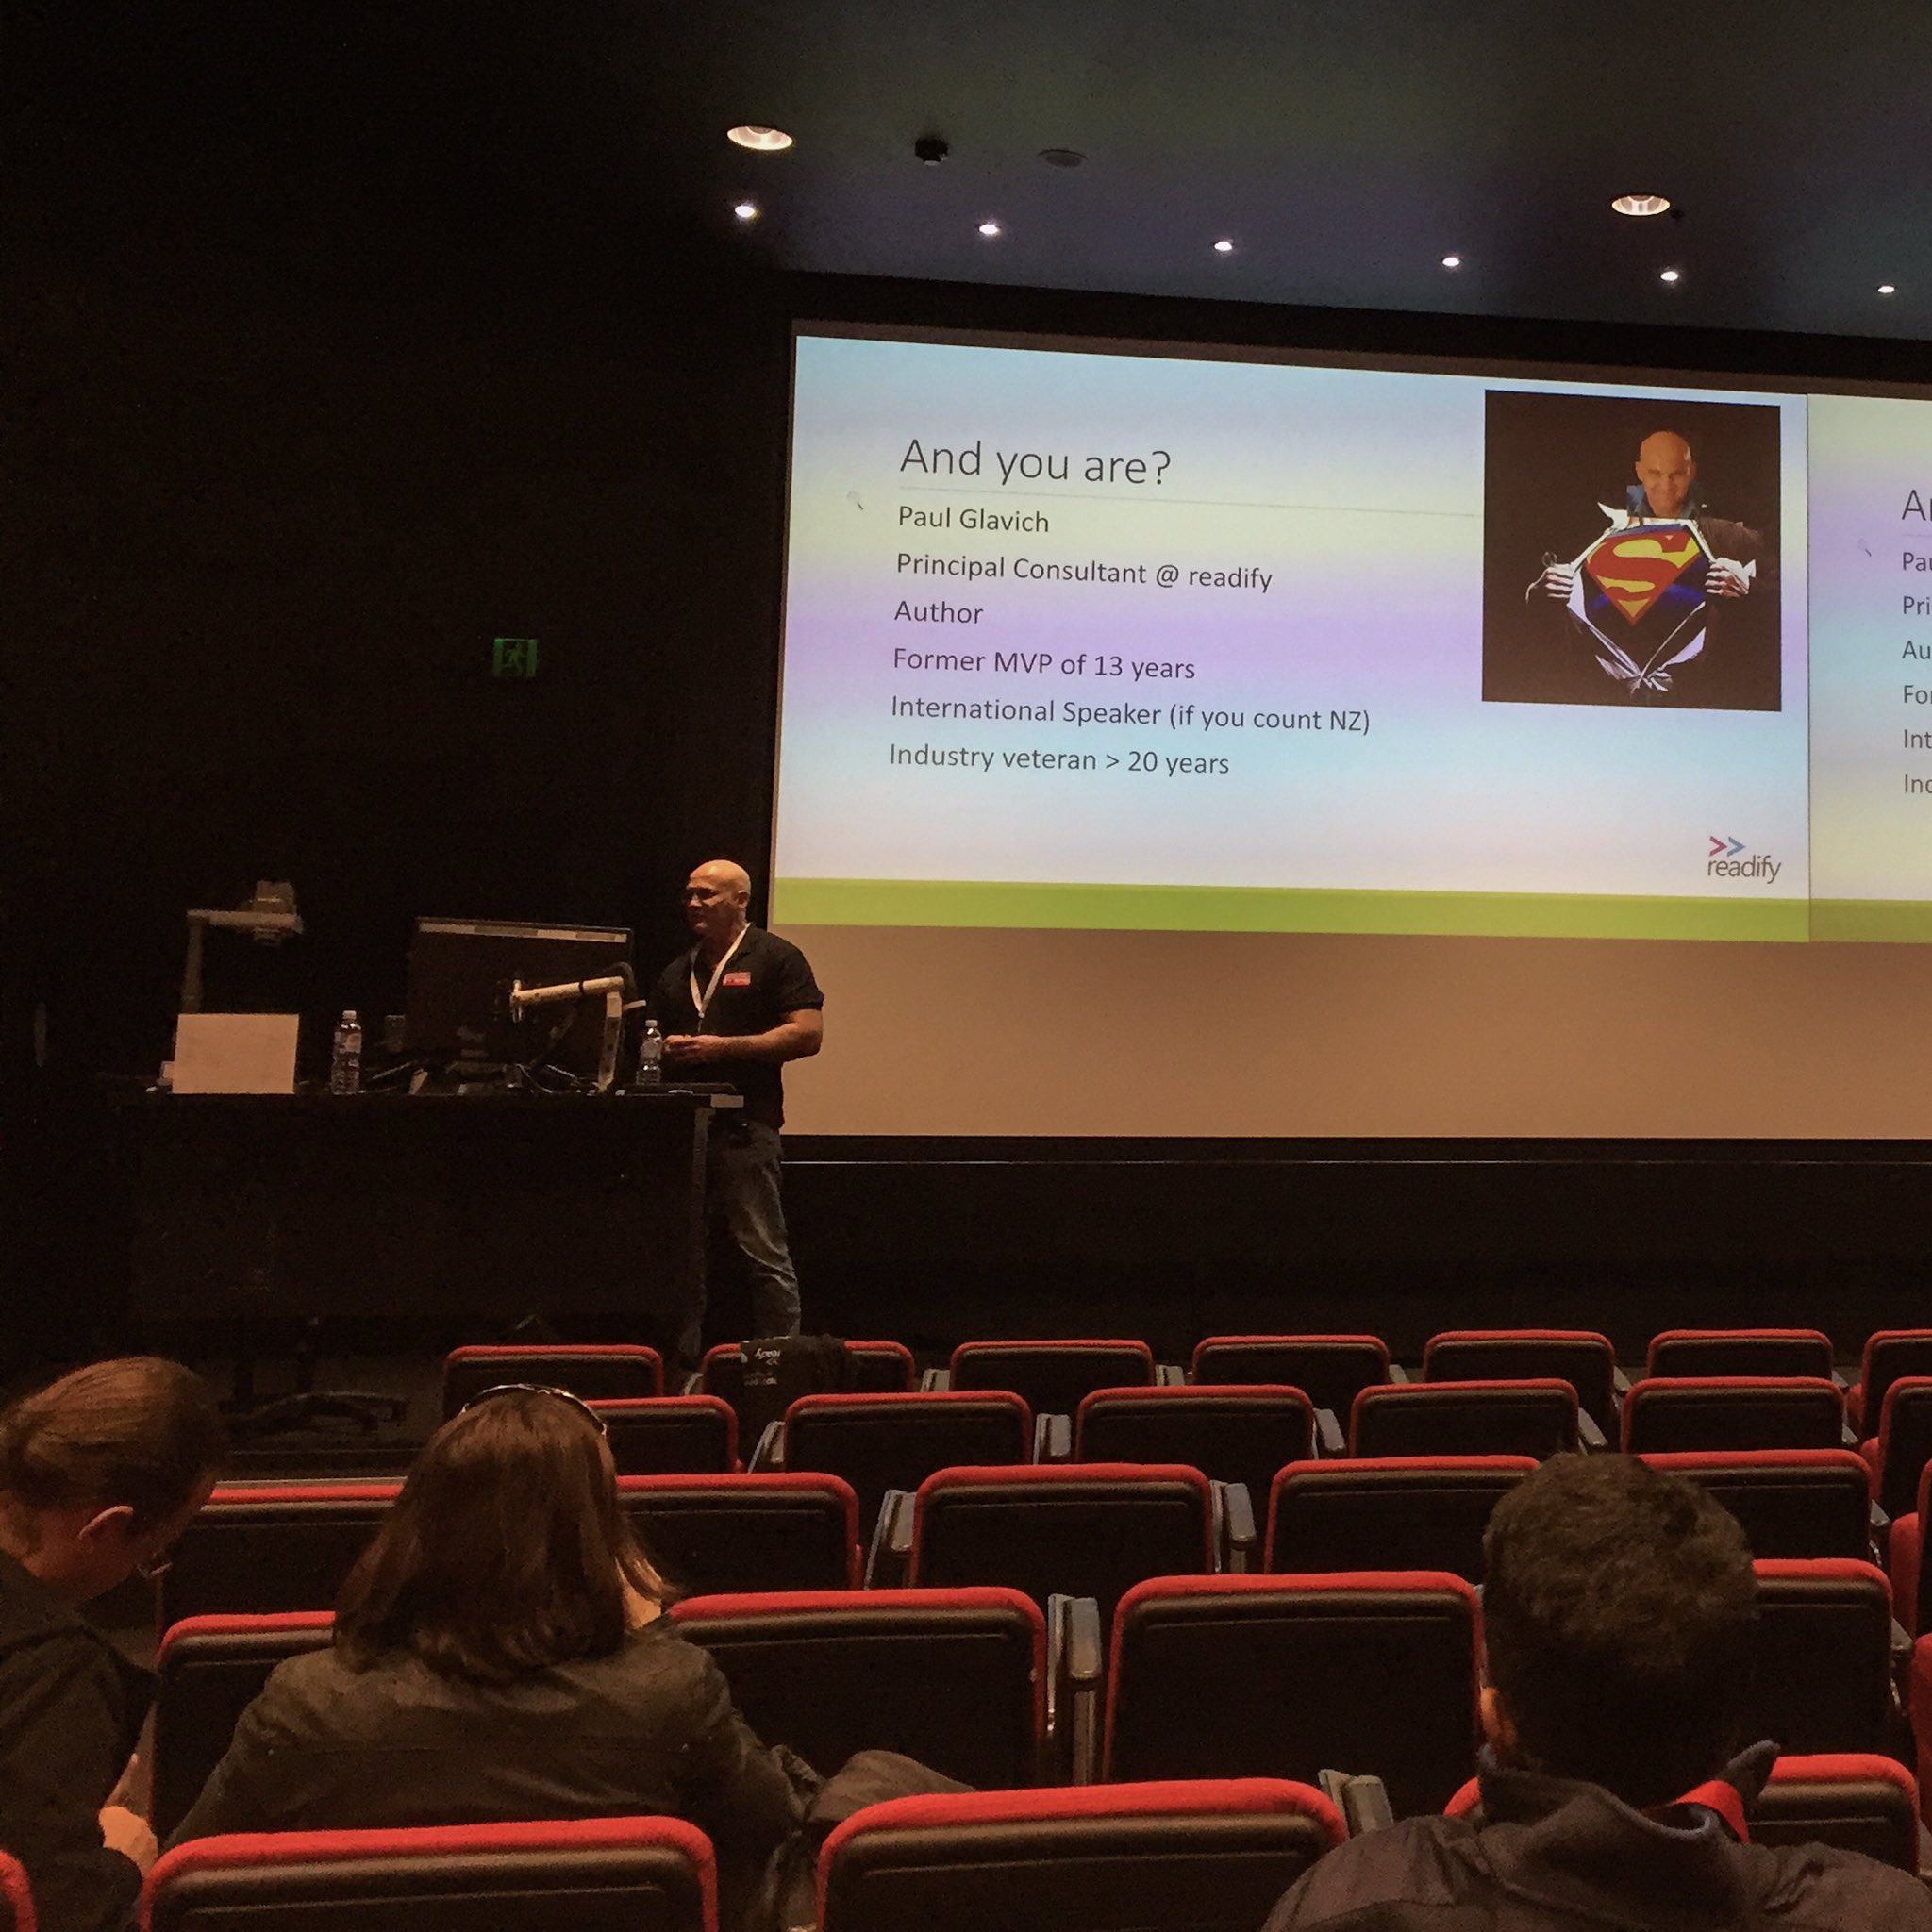 And you are?
Paul Glavich
Principal Consultant @ readify
Author
Former MVP of 13 years
International Speaker (if you count NZ)
Industry veteran > 20 years
S
>> readify